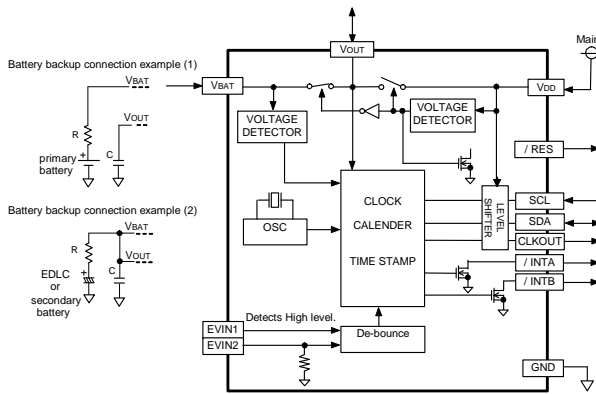 Battery backup connection example (1)
VBAT
VOUT
R
+
primary
battery
C
Battery backup connection example (2)
VBAT
VOUT
R
C
+
EDLC
or
secondary
battery
VOUT
Main
VBAT
VDD
VOLTAGE
DETECTOR
VOLTAGE
DETECTOR
/ RES
OSC
CLOCK
CALENDER
TIME STAMP
LEVEL
SHIFTER
SCL
SDA
CLKOUT
/ INTA
/ INTB
Detects High level.
EVIN1
EVIN2
De-bounce
GND